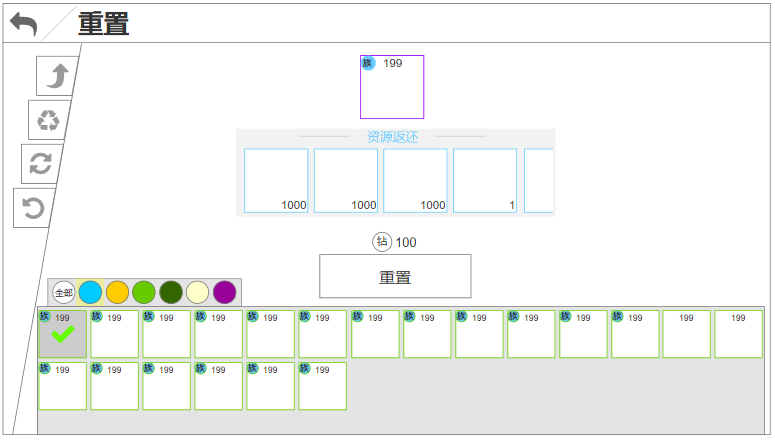 重置
族 199
资源返还
1000 1000 1000 1
钻 100
重置
全部
族 199 族 199 族 199 族 199 族 199 族 199 族 199 族 199 族 199 族 199 族 199 族 199 199 199
族 199 族 199 族 199 族 199 族 199 族 199